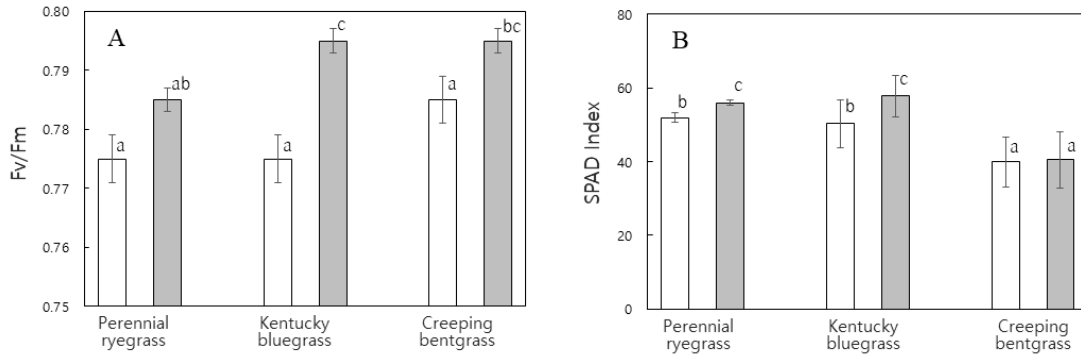 A
Fv/Fm
0.80
0.79
0.78
0.77
0.76
0.75
a
ab
a
c
a
bc
Perennial
ryegrass
Kentucky
bluegrass
Creeping
bentgrass
B
SPAD Index
80
60
40
20
0
b
c
b
c
a
a
Perennial
ryegrass
Kentucky
bluegrass
Creeping
bentgrass